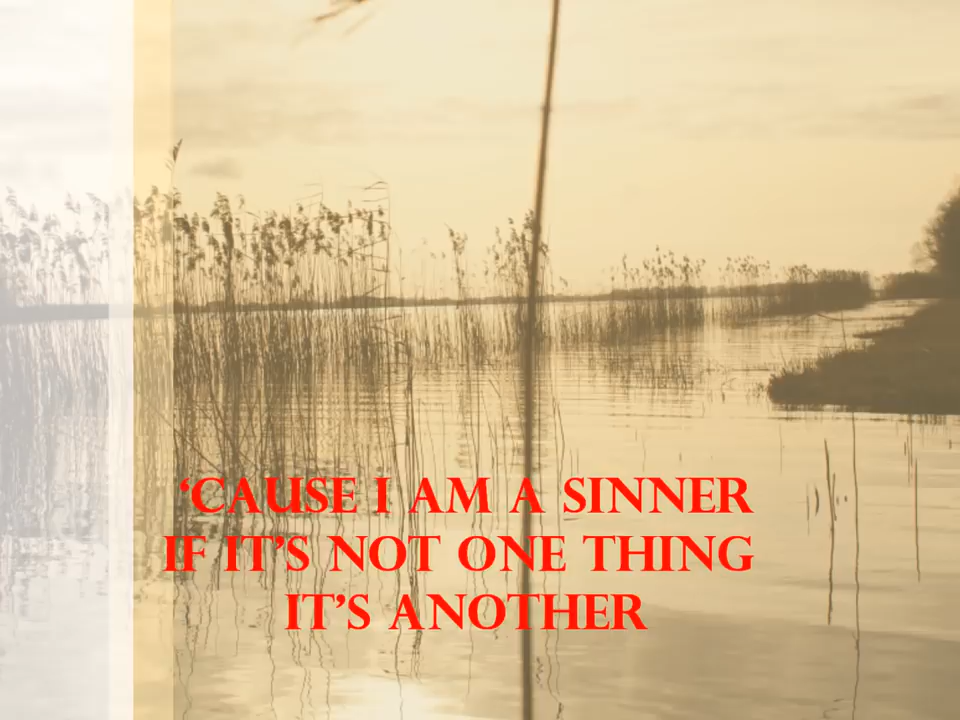 ‘CAUSE I AM A SINNER
IF IT’S NOT ONE THING
IT’S ANOTHER